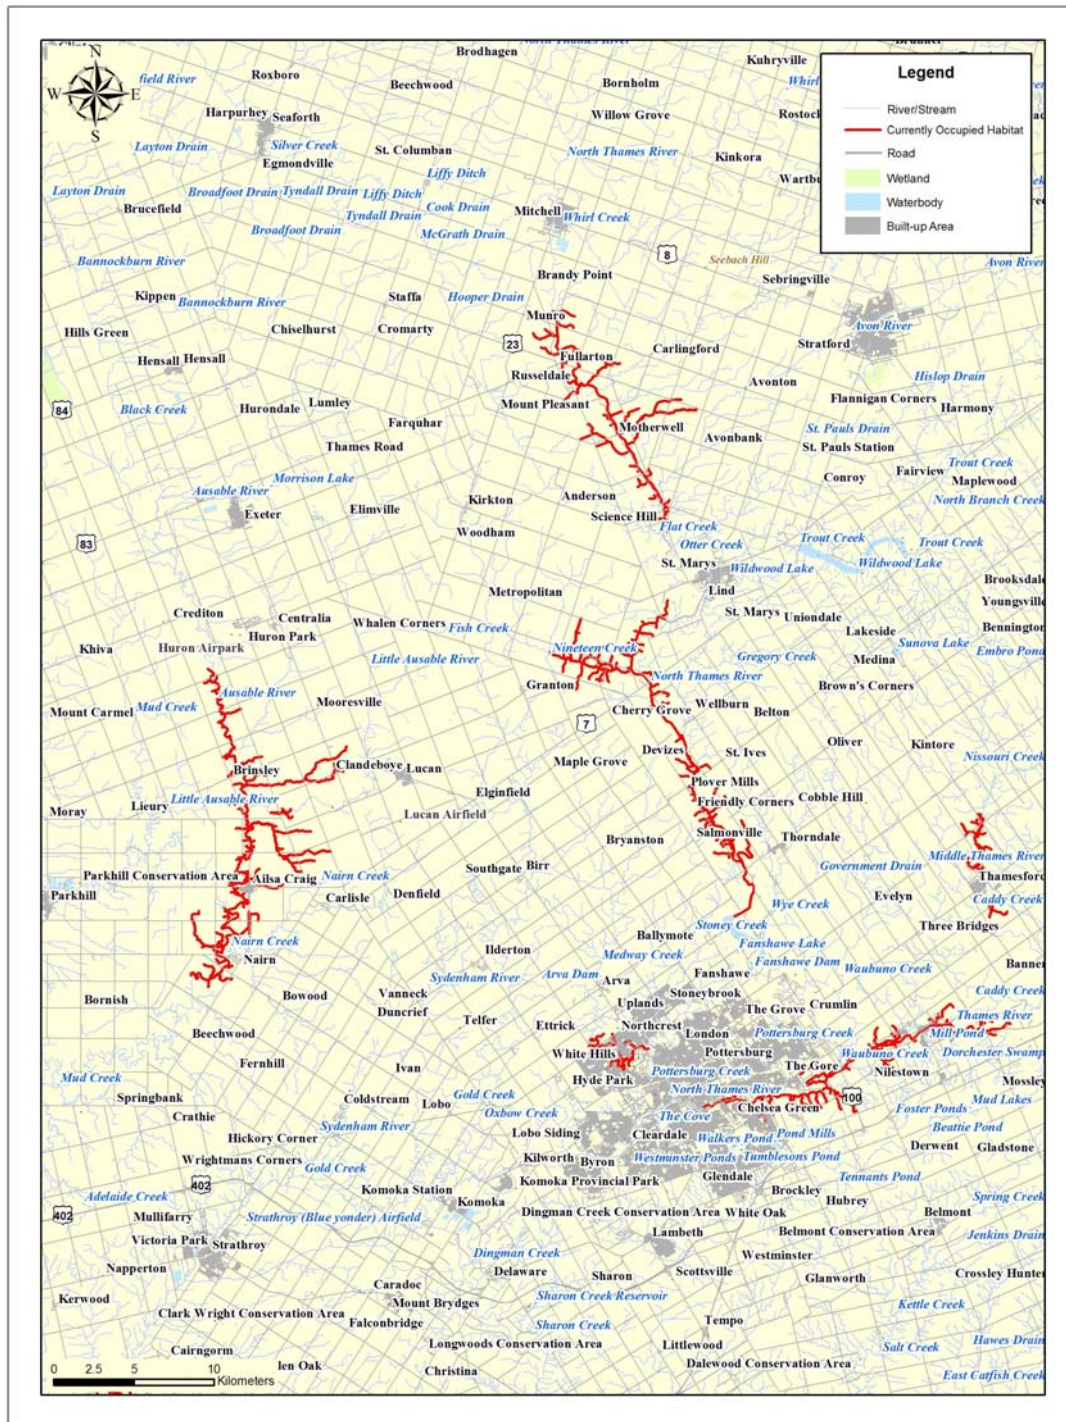 Brodhagen
North Thames River
Kuhryville
N
W
E
S
field River
Roxboro
Beechwood
Bornholm
Whirl
Legend
River/Stream
Currently Occupied Habitat
Road
Wetland
Waterbody
Built-up Area
Harpurhey
Seaforth
Willow Grove
Layton Drain
Silver Creek
St. Columban
North Thames River
Kinkora
Egmondville
Liffy Ditch
Layton Drain
Broadfoot Drain
Tyndall Drain
Liffy Ditch
Cook Drain
Brucefield
Tyndall Drain
Mitchell
Whirl Creek
Broadfoot Drain
McGrath Drain
8
Seebach Hill
Avon River
Bannockburn River
Brandy Point
Sebringville
Kippen
Bannockburn River
Staffa
Hooper Drain
Munro
Avon River
Hills Green
Chiselhurst
Cromarty
23
Carlingford
Stratford
Hensall
Hensall
Fullarton
Russeldale
Avonton
Hislop Drain
84
Black Creek
Hurondale
Lumley
Mount Pleasant
Flannigan Corners
Harmony
Farquhar
Motherwell
Avonbank
St. Pauls Drain
Thames Road
St. Pauls Station
Trout Creek
Fairview
Maplewood
Conroy
Morrison Lake
Ausable River
Exeter
Elimville
Kirkton
Anderson
North Branch Creek
Science Hill
Woodham
Flat Creek
83
Otter Creek
Trout Creek
Trout Creek
St. Marys
Wildwood Lake
Wildwood Lake
Metropolitan
Lind
Brooksdale
Youngsville
Crediton
Centralia
Whalen Corners
Fish Creek
St. Marys
Uniondale
Bennington
Huron Park
Lakeside
Sunova Lake
Khiva
Huron Airpark
Nineteen Creek
Gregory Creek
Medina
Embro Pond
Little Ausable River
North Thames River
Ausable River
Granton
Brown's Corners
Mount Carmel
Mud Creek
Mooresville
Cherry Grove
Wellburn
Belton
7
Devizes
St. Ives
Oliver
Kintore
Nissouri Creek
Brinsley
Clandeboye
Lucan
Maple Grove
Plover Mills
Little Ausable River
Elginfield
Friendly Corners
Cobble Hill
Moray
Lieury
Lucan Airfield
Salmonville
Thorndale
Bryanston
Middle Thames River
Parkhill Conservation Area
Ailsa Craig
Nairn Creek
Southgate
Birr
Government Drain
Thamesford
Parkhill
Carlisle
Denfield
Evelyn
Caddy Creek
Wye Creek
Three Bridges
Stoney Creek
Nairn Creek
Ballymote
Fanshawe Lake
Nairn
Ilderton
Medway Creek
Fanshawe Dam
Banner
Sydenham River
Arva Dam
Arva
Fanshawe
Waubuno Creek
Bornish
Bowood
Vanneck
Stoneybrook
Caddy Creek
Duncrief
Uplands
The Grove
Crumlin
Thames River
Beechwood
Telfer
Ettrick
Northcrest
London
Pottersburg Creek
Mill Pond
Fernhill
White Hills
Pottersburg
Waubuno Creek
Dorchester Swamp
Ivan
Hyde Park
Pottersburg Creek
The Gore
Nilestown
Mossley
Mud Creek
Gold Creek
North Thames River
100
Mud Lakes
Springbank
Coldstream
Lobo
Oxbow Creek
The Cove
Chelsea Green
Foster Ponds
Crathie
Sydenham River
Beattie Pond
Hickory Corner
Lobo Siding
Cleardale
Walkers Pond
Pond Mills
Derwent
Gladstone
Wrightmans Corners
Gold Creek
Kilworth
Byron
Westminster Ponds
Tumblesons Pond
402
Komoka Station
Komoka Provincial Park
Glendale
Tennants Pond
Adelaide Creek
Komoka
Brockley
Hubrey
Spring Creek
402
Mullifarry
Strathroy (Blue yonder) Airfield
Dingman Creek Conservation Area
White Oak
Belmont
Victoria Park
Strathroy
Lambeth
Belmont Conservation Area
Jenkins Drain
Napperton
Dingman Creek
Westminster
Delaware
Sharon
Scottsville
Glanworth
Crossley Hunter
Kerwood
Caradoc
Sharon Creek Reservoir
Mount Brydges
Kettle Creek
Clark Wright Conservation Area
Falconbridge
Sharon Creek
Tempo
Longwoods Conservation Area
Littlewood
Salt Creek
Hawes Drain
Cairngorm
len Oak
Christina
Dalewood Conservation Area
East Catfish Creek
0 2.5 5 10
Kilometers